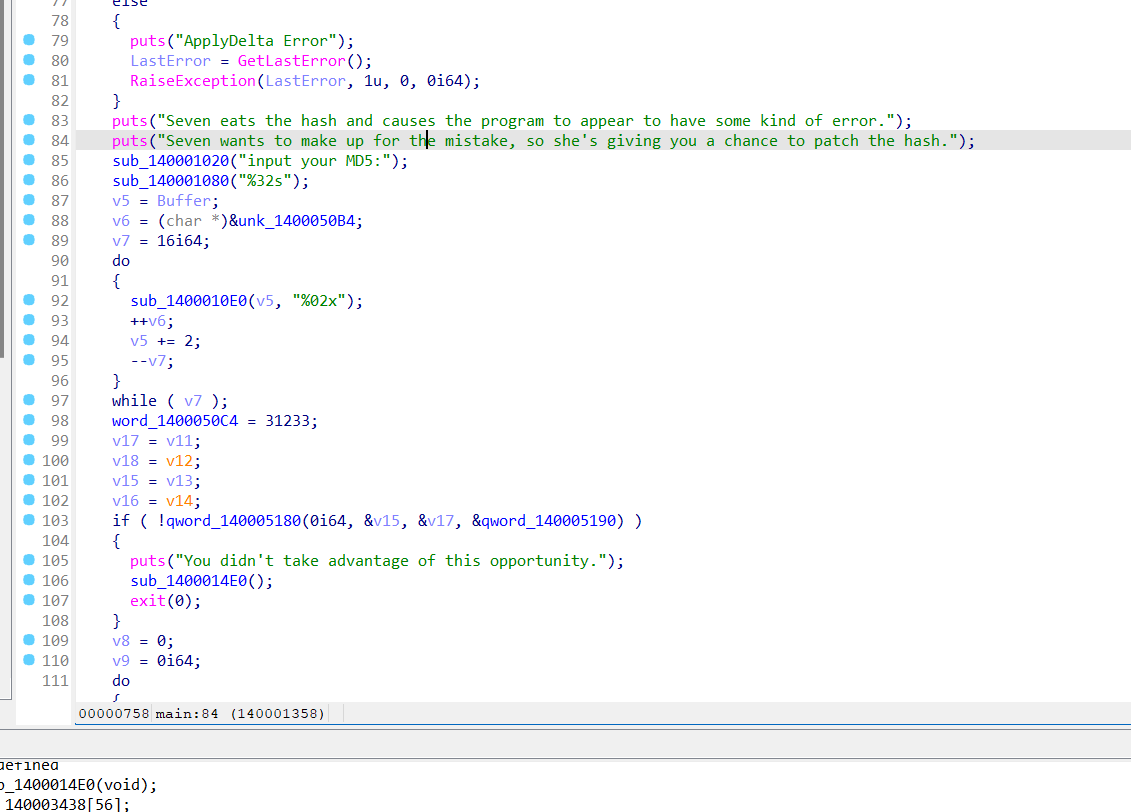 77 else
78 {
79 puts("ApplyDelta Error");
80 LastError = GetLastError();
81 RaiseException(LastError, 1u, 0, 0i64);
82 }
83 puts("Seven eats the hash and causes the program to appear to have some kind of error.");
84 puts("Seven wants to make up for the mistake, so she's giving you a chance to patch the hash.");
85 sub_140001020("input your MD5:");
86 sub_140001080("%32s");
87 v5 = Buffer;
88 v6 = (char *)&unk_1400050B4;
89 v7 = 16i64;
90 do
91 {
92 sub_1400010E0(v5, "%02x");
93 ++v6;
94 v5 += 2;
95 --v7;
96 }
97 while ( v7 );
98 word_1400050C4 = 31233;
99 v17 = v11;
100 v18 = v12;
101 v15 = v13;
102 v16 = v14;
103 if ( !qword_140005180(0i64, &v15, &v17, &qword_140005190) )
104 {
105 puts("You didn't take advantage of this opportunity.");
106 sub_1400014E0();
107 exit(0);
108 }
109 v8 = 0;
110 v9 = 0i64;
111 do
{
00000758 main:84 (140001358)
defined
b_1400014E0(void);
140003438[56];